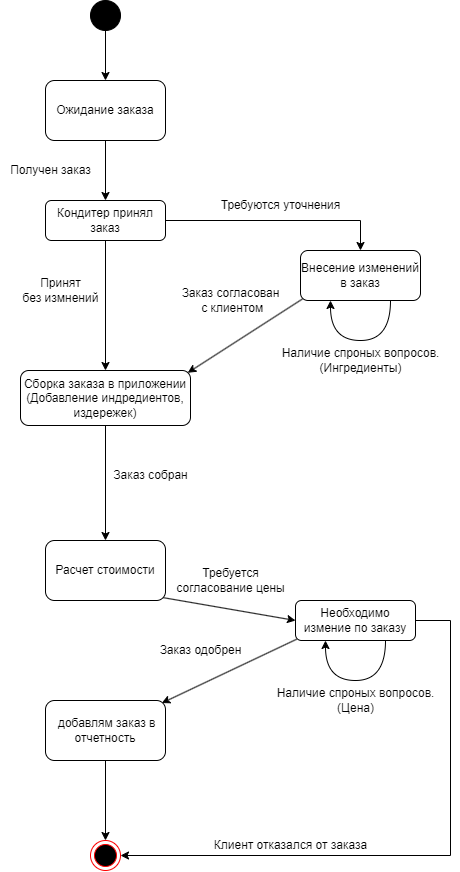 Ожидание заказа
Получен заказ
Кондитер принял
заказ
Требуются уточнения
Внесение изменений
в заказ
Принят
без измнений
Заказ согласован
с клиентом
Наличие спроных вопросов.
(Ингредиенты)
Сборка заказа в приложении
(Добавление индредиентов,
издережек)
Заказ собран
Расчет стоимости
Требуется
согласование цены
Необходимо
измение по заказу
Заказ одобрен
Наличие спроных вопросов.
(Цена)
добавлям заказ в
отчетность
Клиент отказался от заказа